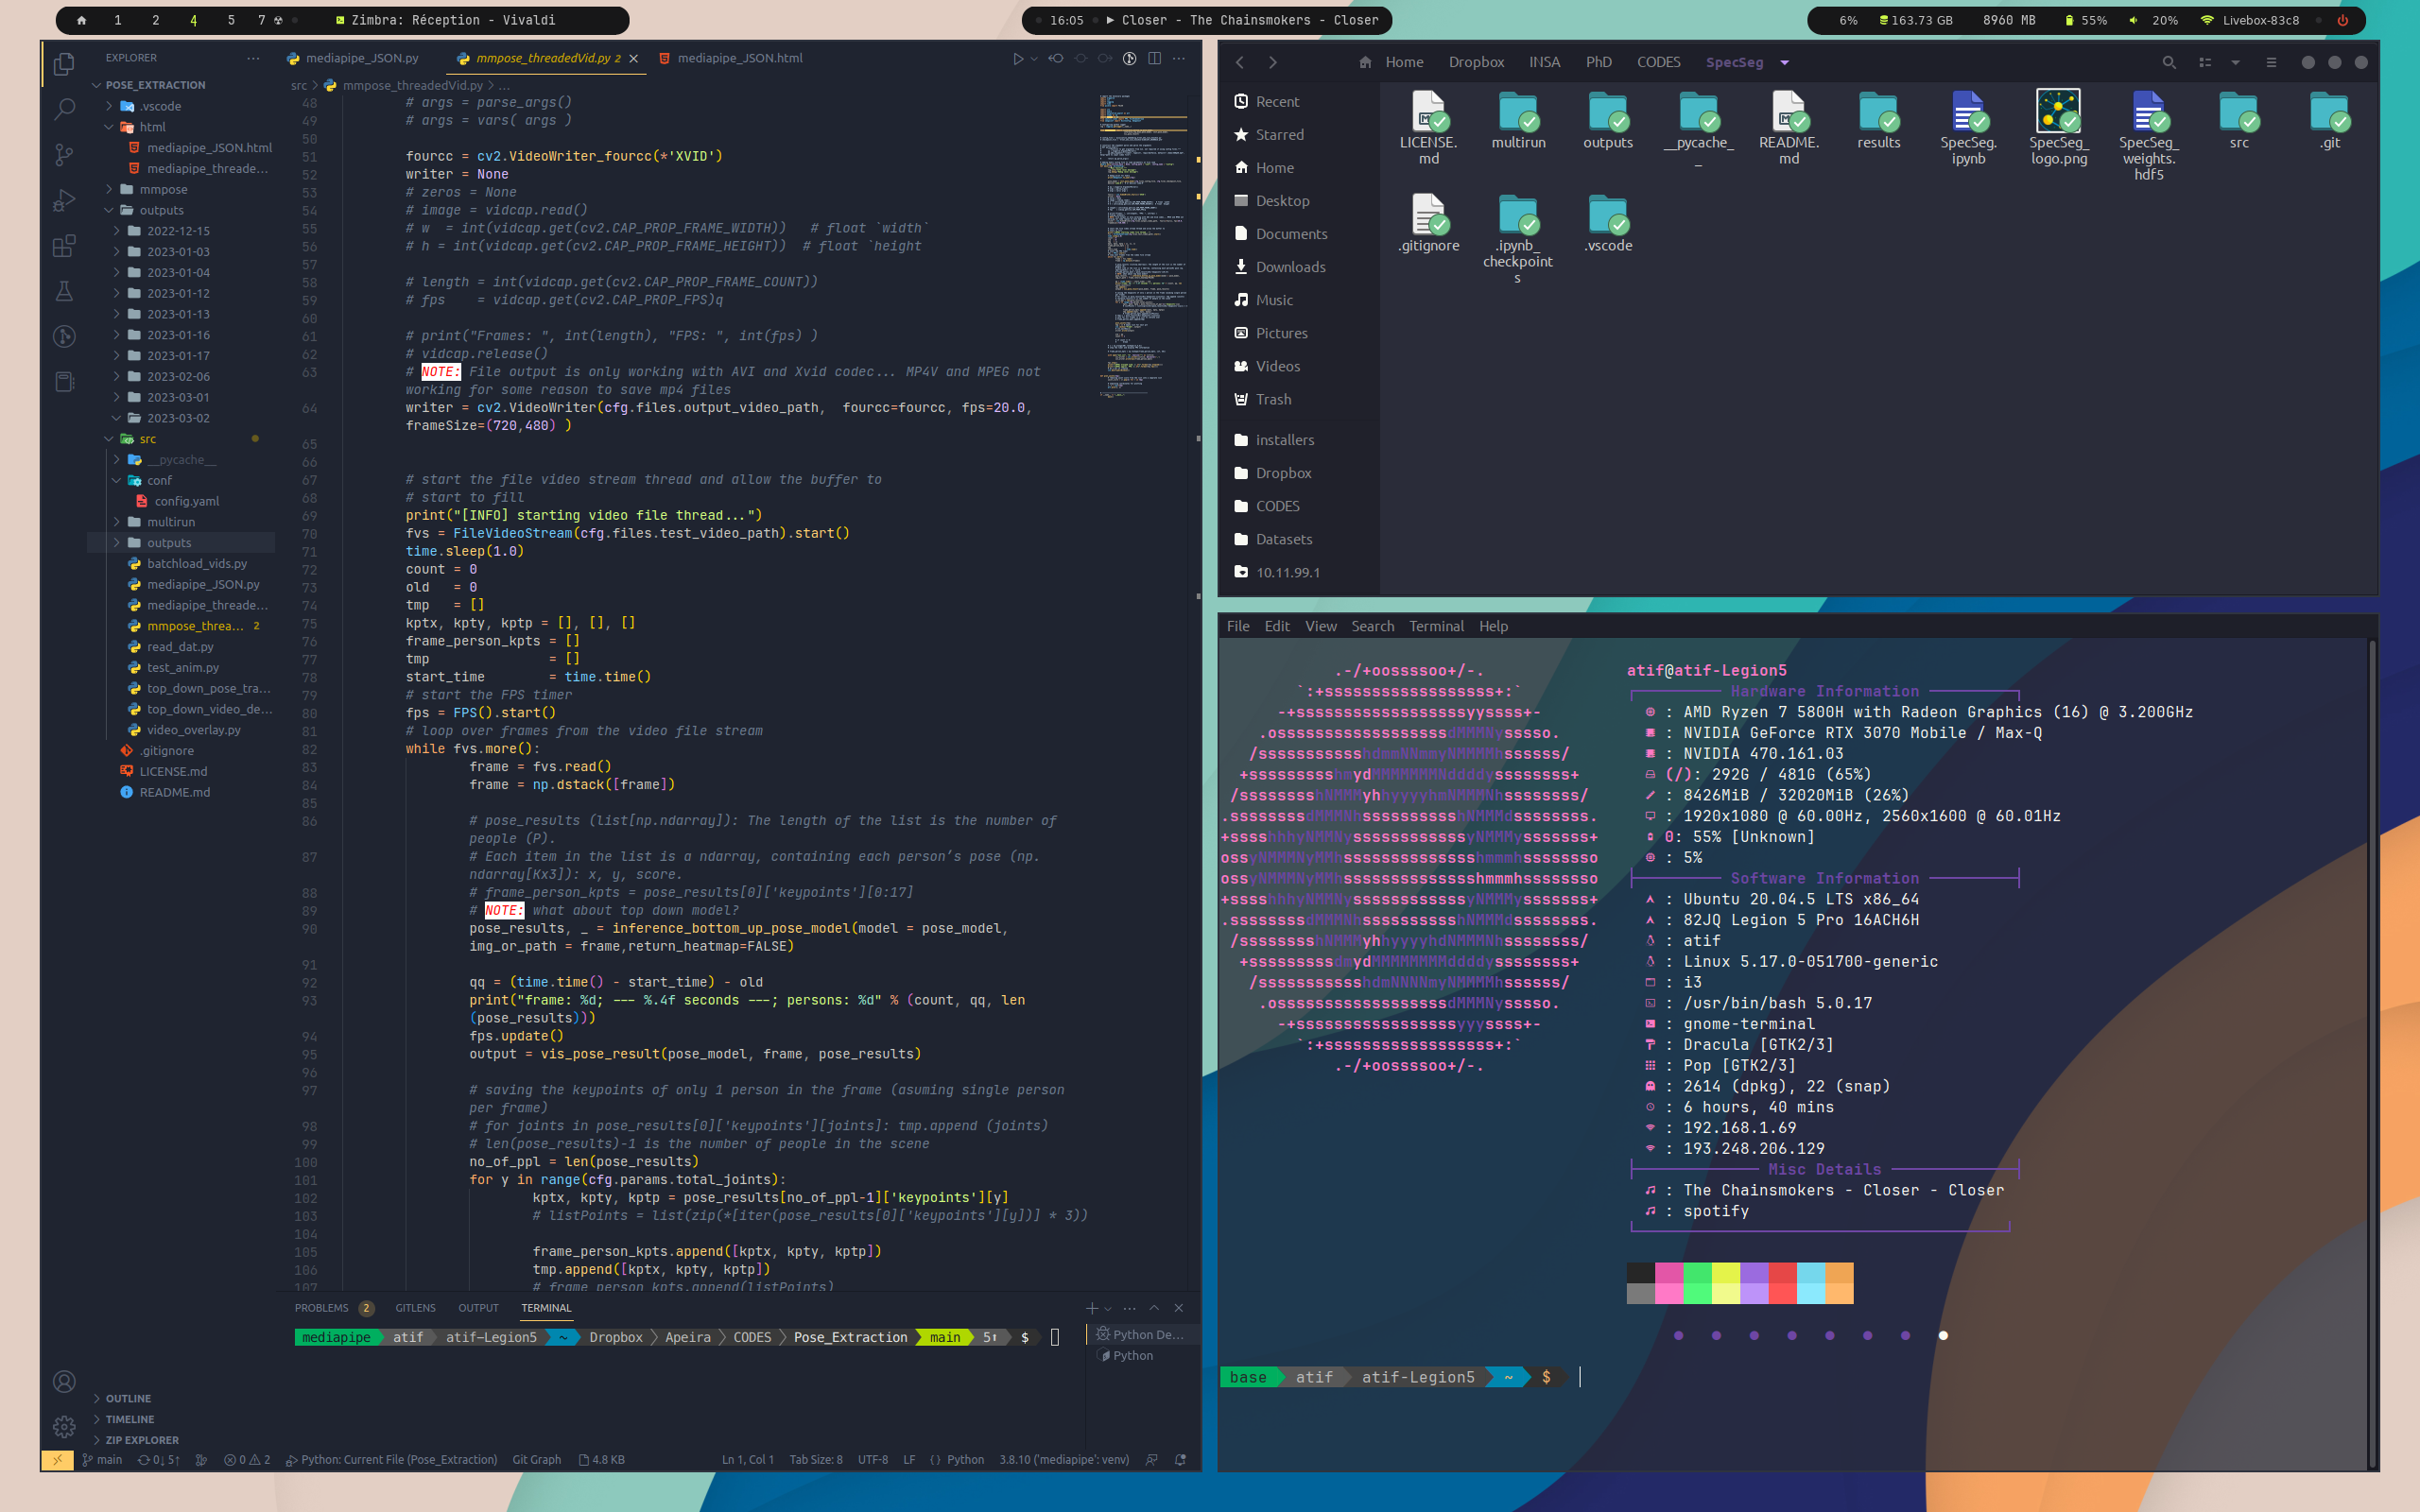 1 2 4 5 7 Zimbra: Réception - Vivaldi
16:05 Closer - The Chainsmokers - Closer
6% 163.73 GB 8960 MB 55% 20% Livebox-83c8
EXPLORER
POSE_EXTRACTION
.vscode
html
mediapipe_JSON.html
mediapipe_threade...
mmpose
outputs
2022-12-15
2023-01-03
2023-01-04
2023-01-12
2023-01-13
2023-01-16
2023-01-17
2023-02-06
2023-03-01
2023-03-02
src
__pycache__
conf
config.yaml
multirun
outputs
batchload_vids.py
mediapipe_JSON.py
mediapipe_threade...
mmpose_threa... 2
read_dat.py
test_anim.py
top_down_pose_tra...
top_down_video_de...
video_overlay.py
.gitignore
LICENSE.md
README.md
OUTLINE
TIMELINE
ZIP EXPLORER
mediapipe_JSON.py mmpose_threadedVid.py 2 mediapipe_JSON.html
src > mmpose_threadedVid.py > ...
48 # args = parse_args()
49 # args = vars( args )
50
51 fourcc = cv2.VideoWriter_fourcc(*'XVID')
52 writer = None
53 # zeros = None
54 # image = vidcap.read()
55 # w  = int(vidcap.get(cv2.CAP_PROP_FRAME_WIDTH))   # float `width`
56 # h = int(vidcap.get(cv2.CAP_PROP_FRAME_HEIGHT))  # float `height
57
58 # length = int(vidcap.get(cv2.CAP_PROP_FRAME_COUNT))
59 # fps    = vidcap.get(cv2.CAP_PROP_FPS)q
60
61 # print("Frames: ", int(length), "FPS: ", int(fps) )
62 # vidcap.release()
63 # NOTE: File output is only working with AVI and Xvid codec... MP4V and MPEG not
working for some reason to save mp4 files
64 writer = cv2.VideoWriter(cfg.files.output_video_path,  fourcc=fourcc, fps=20.0,
frameSize=(720,480) )
65
66
67 # start the file video stream thread and allow the buffer to
68 # start to fill
69 print("[INFO] starting video file thread...")
70 fvs = FileVideoStream(cfg.files.test_video_path).start()
71 time.sleep(1.0)
72 count = 0
73 old   = 0
74 tmp   = []
75 kptx, kpty, kptp = [], [], []
76 frame_person_kpts = []
77 tmp               = []
78 start_time        = time.time()
79 # start the FPS timer
80 fps = FPS().start()
81 # loop over frames from the video file stream
82 while fvs.more():
83 frame = fvs.read()
84 frame = np.dstack([frame])
85
86 # pose_results (list[np.ndarray]): The length of the list is the number of
people (P).
87 # Each item in the list is a ndarray, containing each person’s pose (np.
ndarray[Kx3]): x, y, score.
88 # frame_person_kpts = pose_results[0]['keypoints'][0:17]
89 # NOTE: what about top down model?
90 pose_results, _ = inference_bottom_up_pose_model(model = pose_model,
img_or_path = frame,return_heatmap=FALSE)
91
92 qq = (time.time() - start_time) - old
93 print("frame: %d; --- %.4f seconds ---; persons: %d" % (count, qq, len
(pose_results)))
94 fps.update()
95 output = vis_pose_result(pose_model, frame, pose_results)
96
97 # saving the keypoints of only 1 person in the frame (asuming single person
per frame)
98 # for joints in pose_results[0]['keypoints'][joints]: tmp.append (joints)
99 # len(pose_results)-1 is the number of people in the scene
100 no_of_ppl = len(pose_results)
101 for y in range(cfg.params.total_joints):
102 kptx, kpty, kptp = pose_results[no_of_ppl-1]['keypoints'][y]
103 # listPoints = list(zip(*[iter(pose_results[0]['keypoints'][y])] * 3))
104
105 frame_person_kpts.append([kptx, kpty, kptp])
106 tmp.append([kptx, kpty, kptp])
107 # frame_person_kpts.append(listPoints)
PROBLEMS 2 GITLENS OUTPUT TERMINAL
mediapipe atif atif-Legion5 ~ Dropbox Apeira CODES Pose_Extraction main 5↑ $
Python De...
Python
main 0↓ 5↑ 0 2 Python: Current File (Pose_Extraction) Git Graph 4.8 KB Ln 1, Col 1 Tab Size: 8 UTF-8 LF Python 3.8.10 ('mediapipe': venv)
Home Dropbox INSA PhD CODES SpecSeg
Recent
Starred
Home
Desktop
Documents
Downloads
Music
Pictures
Videos
Trash
installers
Dropbox
CODES
Datasets
10.11.99.1
LICENSE.md multirun outputs __pycache__ README.md results SpecSeg.ipynb SpecSeg_logo.png SpecSeg_weights.hdf5 src .git
.gitignore .ipynb_checkpoints .vscode
File Edit View Search Terminal Help
.-/+oossssoo+/-.
`:+ssssssssssssssssss+:`
-+ssssssssssssssssssyyssss+-
.ossssssssssssssssssdMMMNysssso.
/ssssssssssshdmmNNmmyNMMMMhssssss/
+ssssssssshmydMMMMMMMNddddyssssssss+
/sssssssshNMMMyhhyyyyhmNMMMNhssssssss/
.ssssssssdMMMNhsssssssssshNMMMdssssssss.
+sssshhhyNMMNyssssssssssssyNMMMysssssss+
ossyNMMMNyMMhsssssssssssssshmmmhssssssso
ossyNMMMNyMMhsssssssssssssshmmmhssssssso
+sssshhhyNMMNyssssssssssssyNMMMysssssss+
.ssssssssdMMMNhsssssssssshNMMMdssssssss.
/sssssssshNMMMyhhyyyyhdNMMMNhssssssss/
+sssssssssdmydMMMMMMMMddddyssssssss+
/ssssssssssshdmNNNNmyNMMMMhssssss/
.ossssssssssssssssssdMMMNysssso.
-+sssssssssssssssssyyyssss+-
`:+ssssssssssssssssss+:`
.-/+oossssoo+/-.
atif@atif-Legion5
Hardware Information
: AMD Ryzen 7 5800H with Radeon Graphics (16) @ 3.200GHz
: NVIDIA GeForce RTX 3070 Mobile / Max-Q
: NVIDIA 470.161.03
(/): 292G / 481G (65%)
: 8426MiB / 32020MiB (26%)
: 1920x1080 @ 60.00Hz, 2560x1600 @ 60.01Hz
0: 55% [Unknown]
: 5%
Software Information
: Ubuntu 20.04.5 LTS x86_64
: 82JQ Legion 5 Pro 16ACH6H
: atif
: Linux 5.17.0-051700-generic
: i3
: /usr/bin/bash 5.0.17
: gnome-terminal
: Dracula [GTK2/3]
: Pop [GTK2/3]
: 2614 (dpkg), 22 (snap)
: 6 hours, 40 mins
: 192.168.1.69
: 193.248.206.129
Misc Details
: The Chainsmokers - Closer - Closer
: spotify
base atif atif-Legion5 ~ $